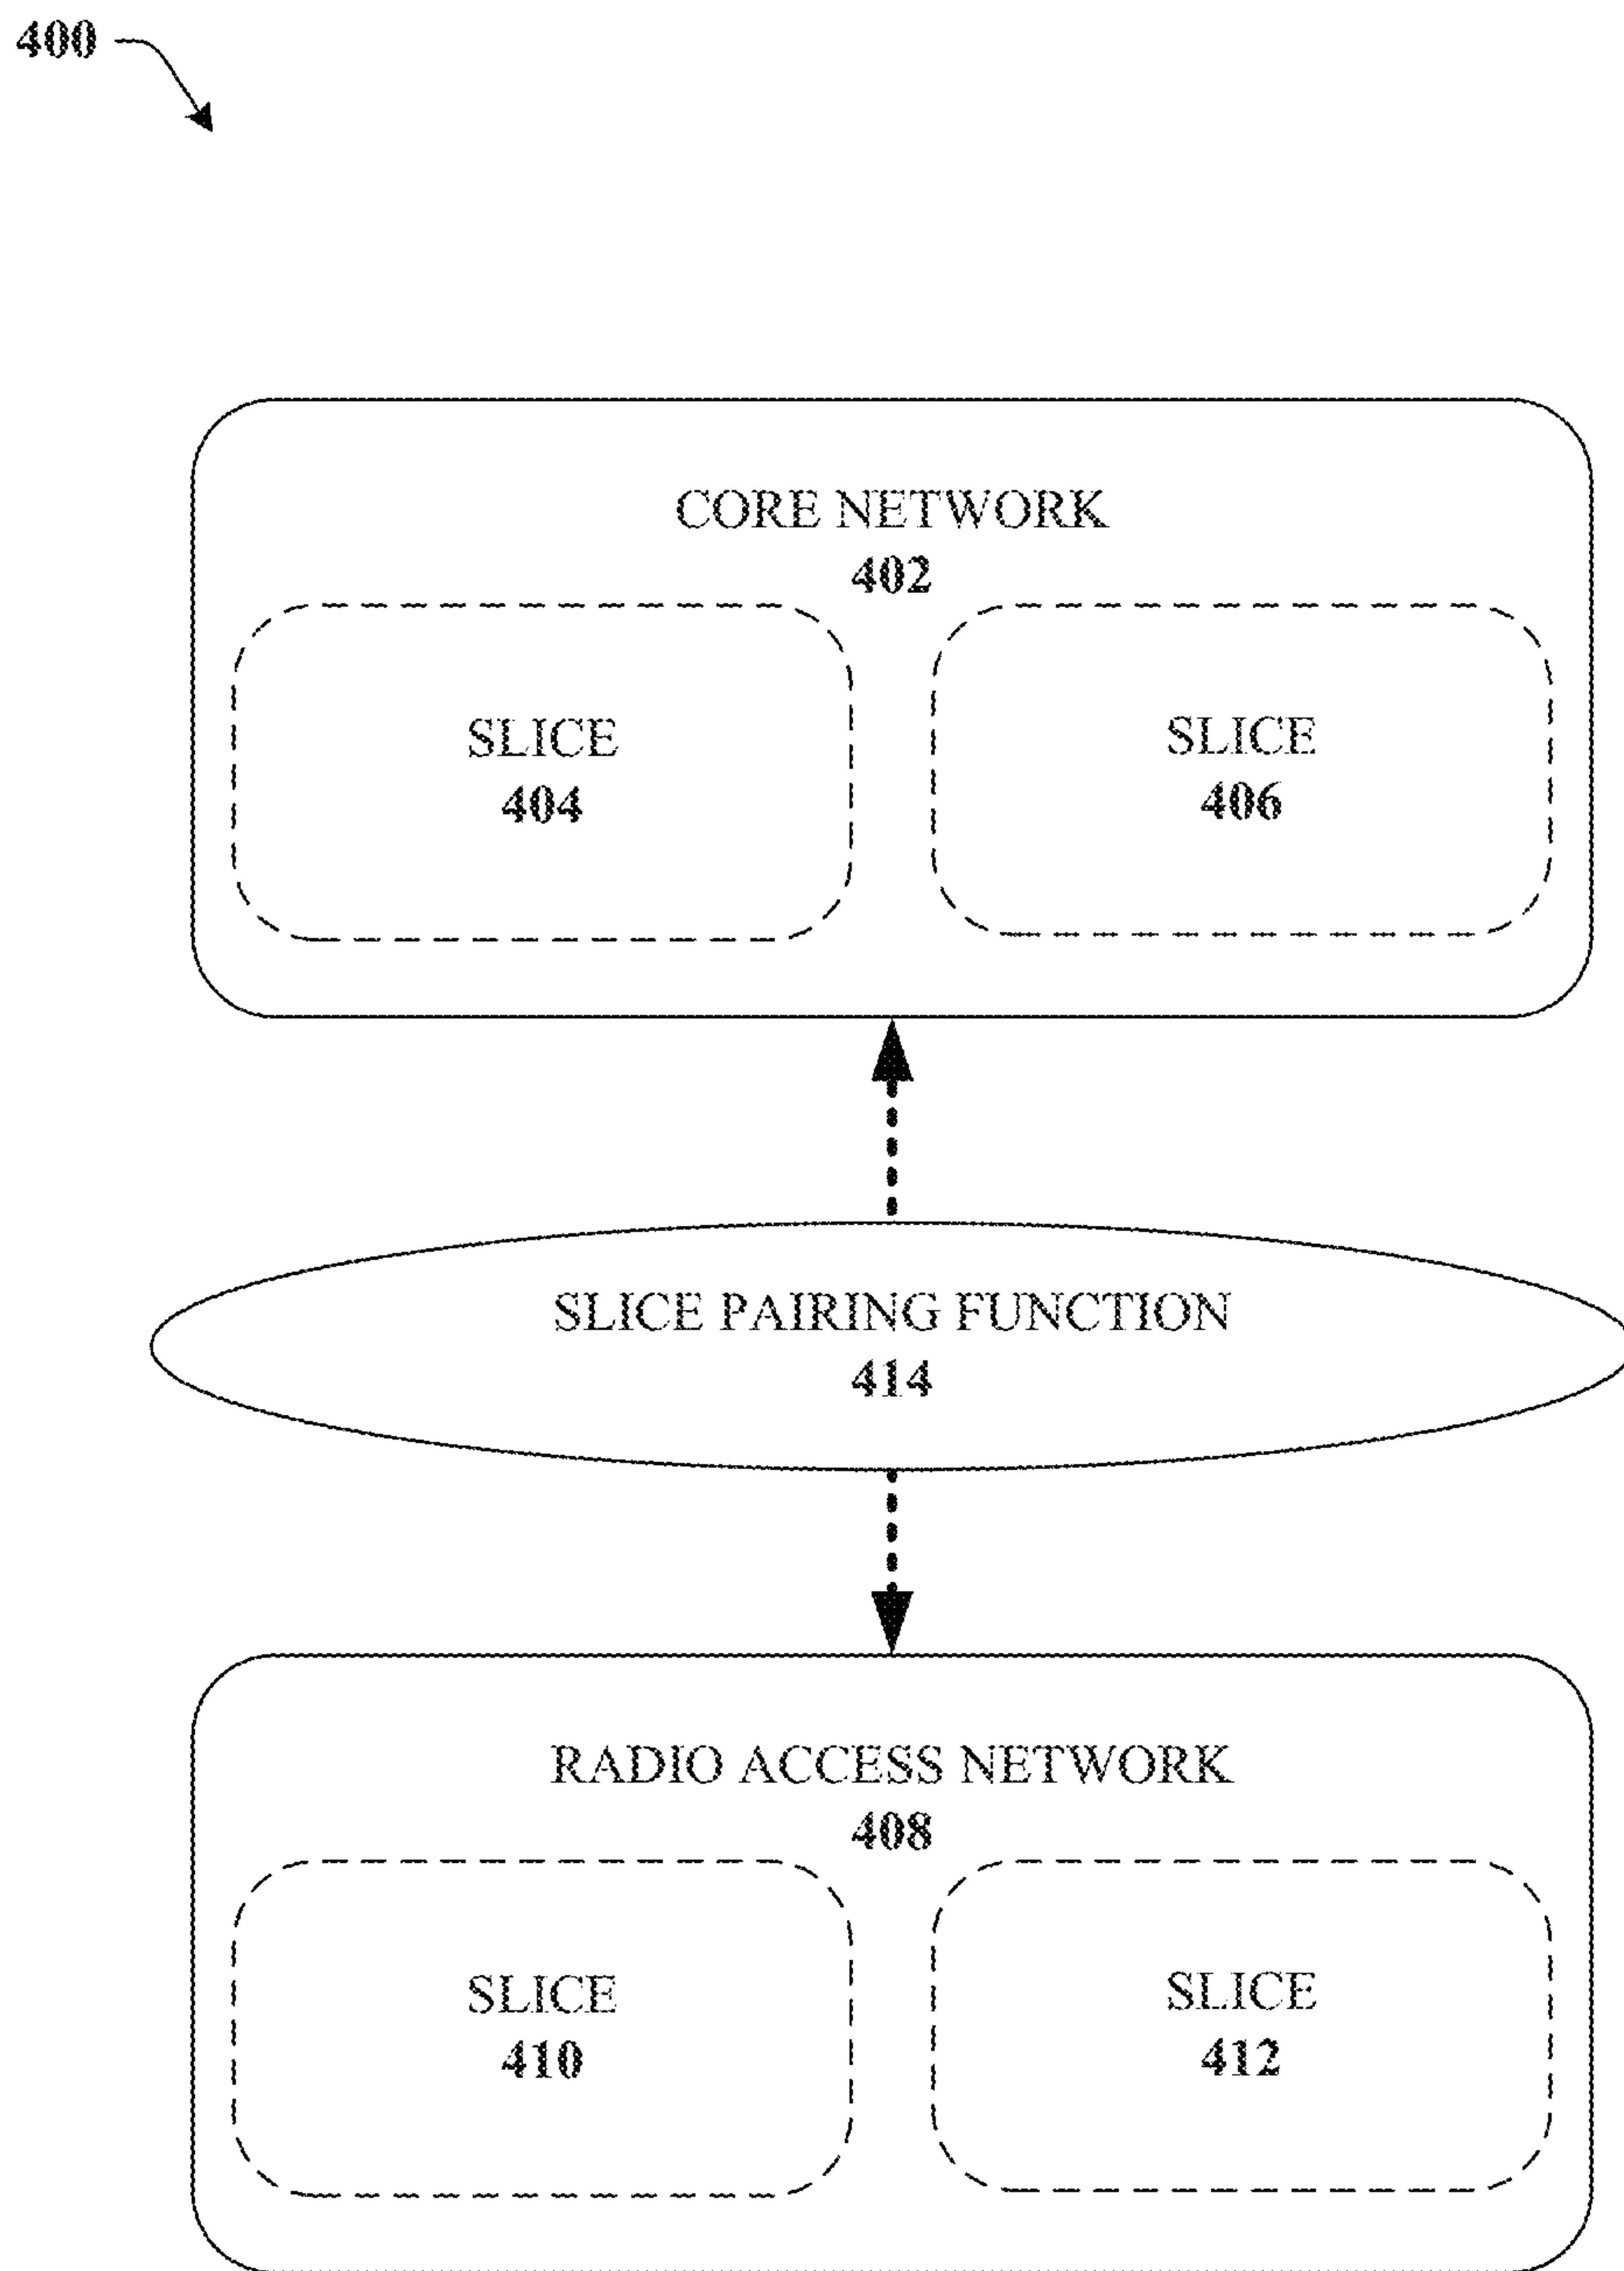 400
CORE NETWORK
402
SLICE
404
SLICE
406
SLICE PAIRING FUNCTION
414
RADIO ACCESS NETWORK
408
SLICE
410
SLICE
412